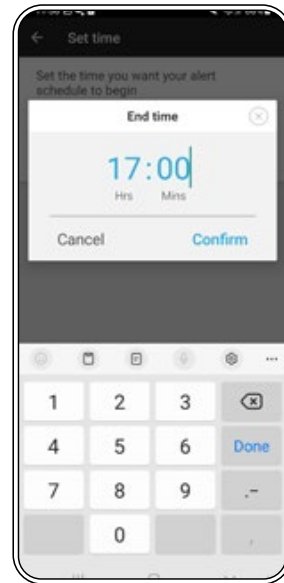 Set time
Set the time you want your alert
schedule to begin
End time
17:00
Hrs Mins
Cancel Confirm
1 2 3
4 5 6 Done
7 8 9 .-
0 ,